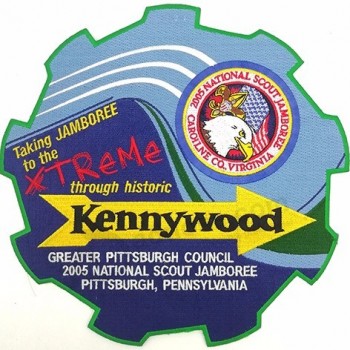 2005 NATIONAL SCOUT JAMBOREE
CAROLINE CO. VIRGINIA
Taking JAMBOREE
to the
XTReMe
through historic
Kennywood
GREATER PITTSBURGH COUNCIL
2005 NATIONAL SCOUT JAMBOREE
PITTSBURGH, PENNSYLVANIA